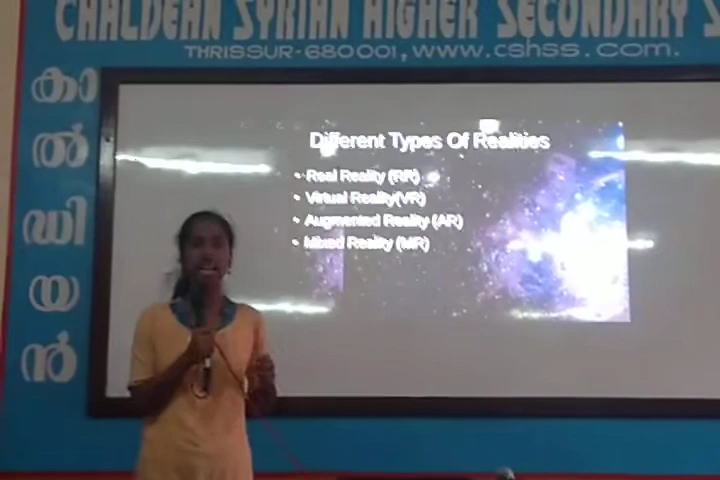 CHALDEAN SYRIAN HIGHER SECONDARY S
THRISSUR-680001, www.cshss.com.
കാ
ൽ
ഡി
യ
ൻ
Different Types Of Realities
• Real Reality (RR)
• Virtual Reality(VR)
• Augmented Reality (AR)
• Mixed Reality (MR)